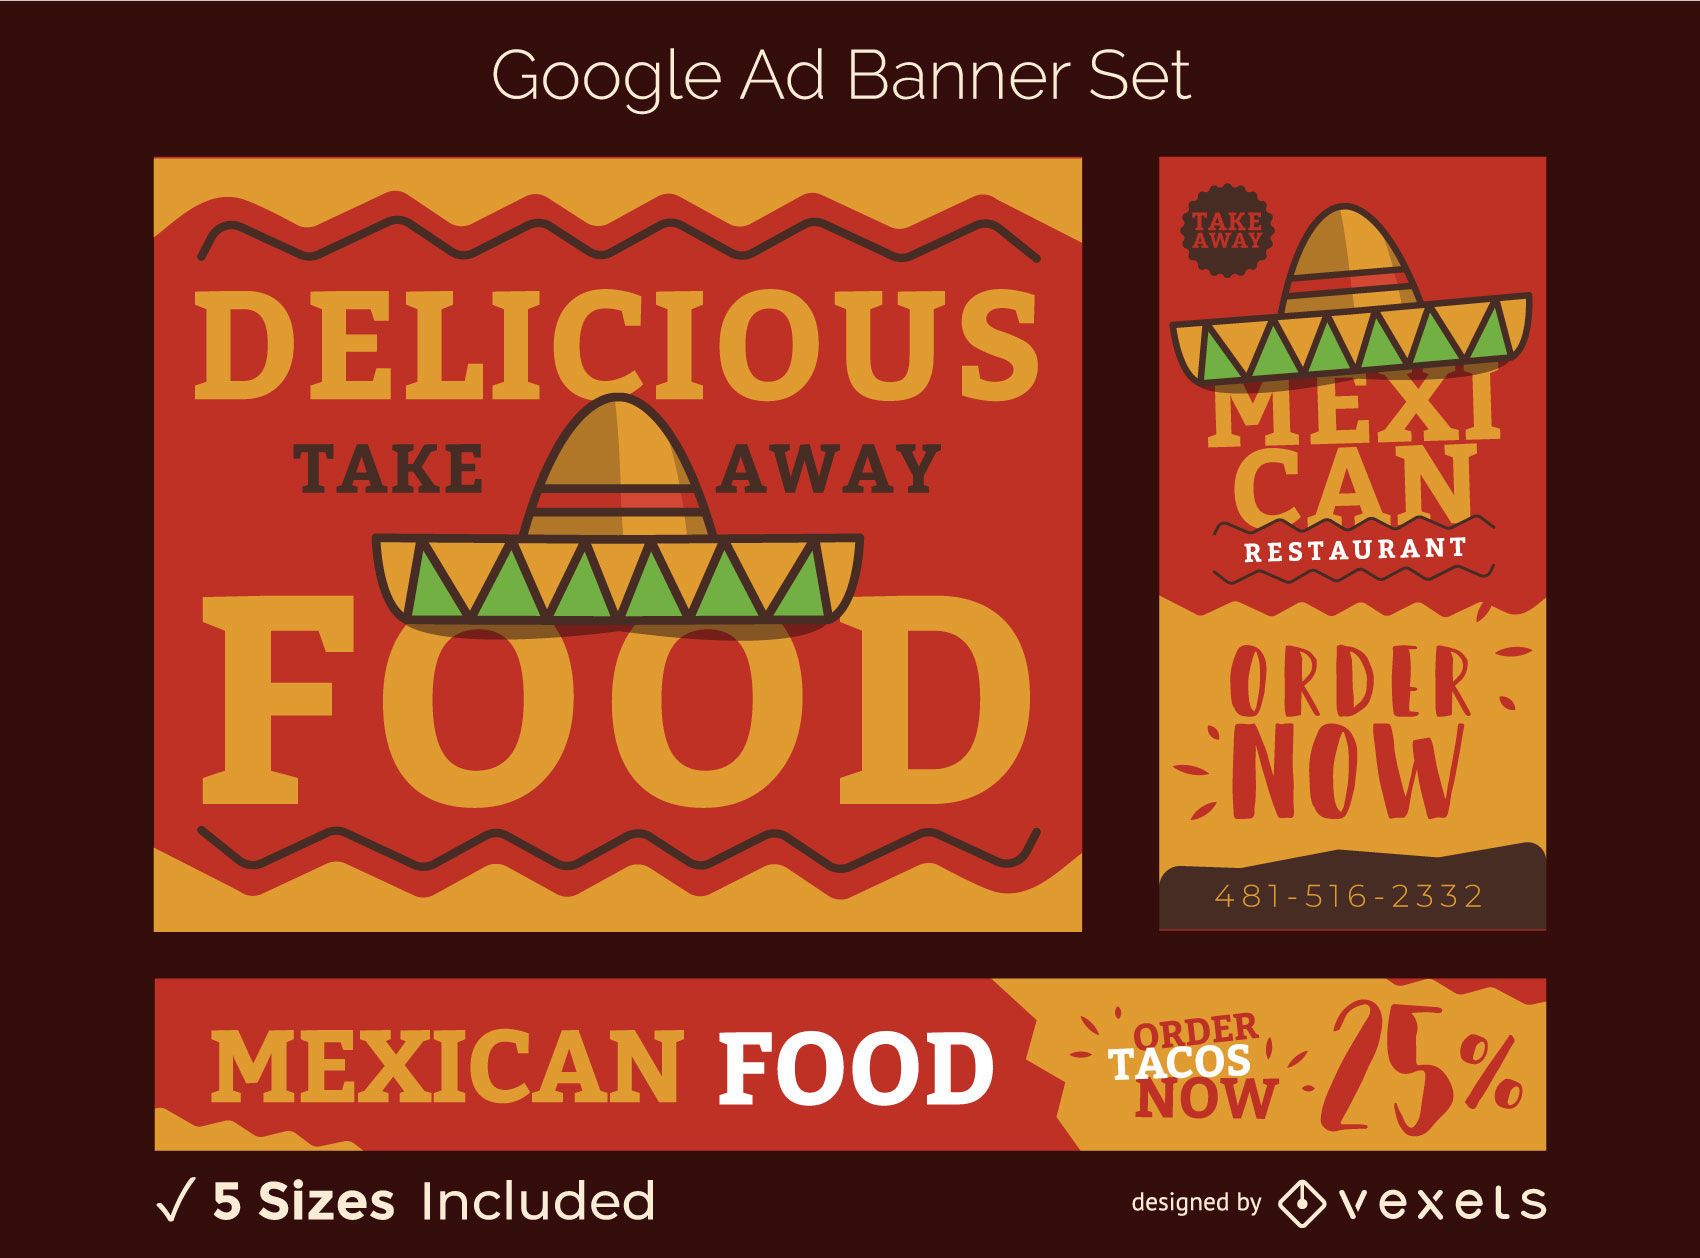 Google Ad Banner Set
DELICIOUS
TAKE AWAY
FOOD
TAKE
AWAY
MEXI
CAN
RESTAURANT
ORDER
NOW
481-516-2332
MEXICAN FOOD
ORDER
TACOS
NOW
25%
5 Sizes Included
designed by vexels